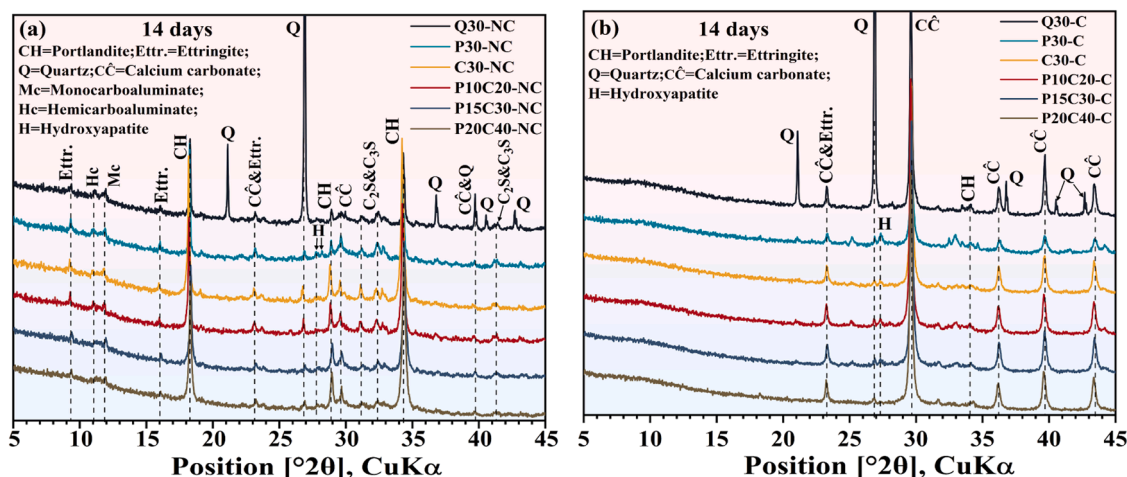 (a) 14 days
CH=Portlandite;Ettr.=Ettringite;
Q=Quartz;CĈ=Calcium carbonate;
Mc=Monocarboaluminate;
Hc=Hemicarboaluminate;
H=Hydroxyapatite
Q30-NC
P30-NC
C30-NC
P10C20-NC
P15C30-NC
P20C40-NC
Ettr.
Hc
Mc
Ettr.
CH
Q
CĈ&Ettr.
Q
H
CH
CĈ
C2S&C3S
CH
Q
CĈ&Q
Q
C2S&C3S
Q
5 10 15 20 25 30 35 40 45
Position [°2θ], CuKα
(b) 14 days
CH=Portlandite;Ettr.=Ettringite;
Q=Quartz;CĈ=Calcium carbonate;
H=Hydroxyapatite
Q30-C
P30-C
C30-C
P10C20-C
P15C30-C
P20C40-C
Q
CĈ&Ettr.
Q
H
CĈ
CH
CĈ
Q
CĈ
Q
CĈ
5 10 15 20 25 30 35 40 45
Position [°2θ], CuKα